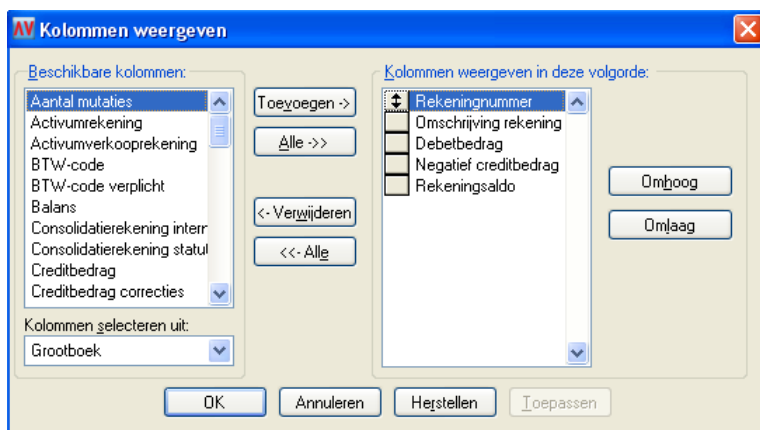 AV Kolommen weergeven
Beschikbare kolommen:
Aantal mutaties
Activumrekening
Activumverkooprekening
BTW-code
BTW-code verplicht
Balans
Consolidatierekening intern
Consolidatierekening statut
Creditbedrag
Creditbedrag correcties
Kolommen selecteren uit:
Grootboek
Toevoegen ->
Alle ->>
<- Verwijderen
<<- Alle
Kolommen weergeven in deze volgorde:
Rekeningnummer
Omschrijving rekening
Debetbedrag
Negatief creditbedrag
Rekeningsaldo
Omhoog
Omlaag
OK
Annuleren
Herstellen
Toepassen